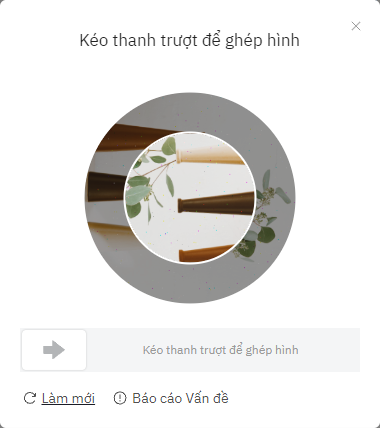 Kéo thanh trượt để ghép hình
Kéo thanh trượt để ghép hình
Làm mới
Báo cáo Vấn đề